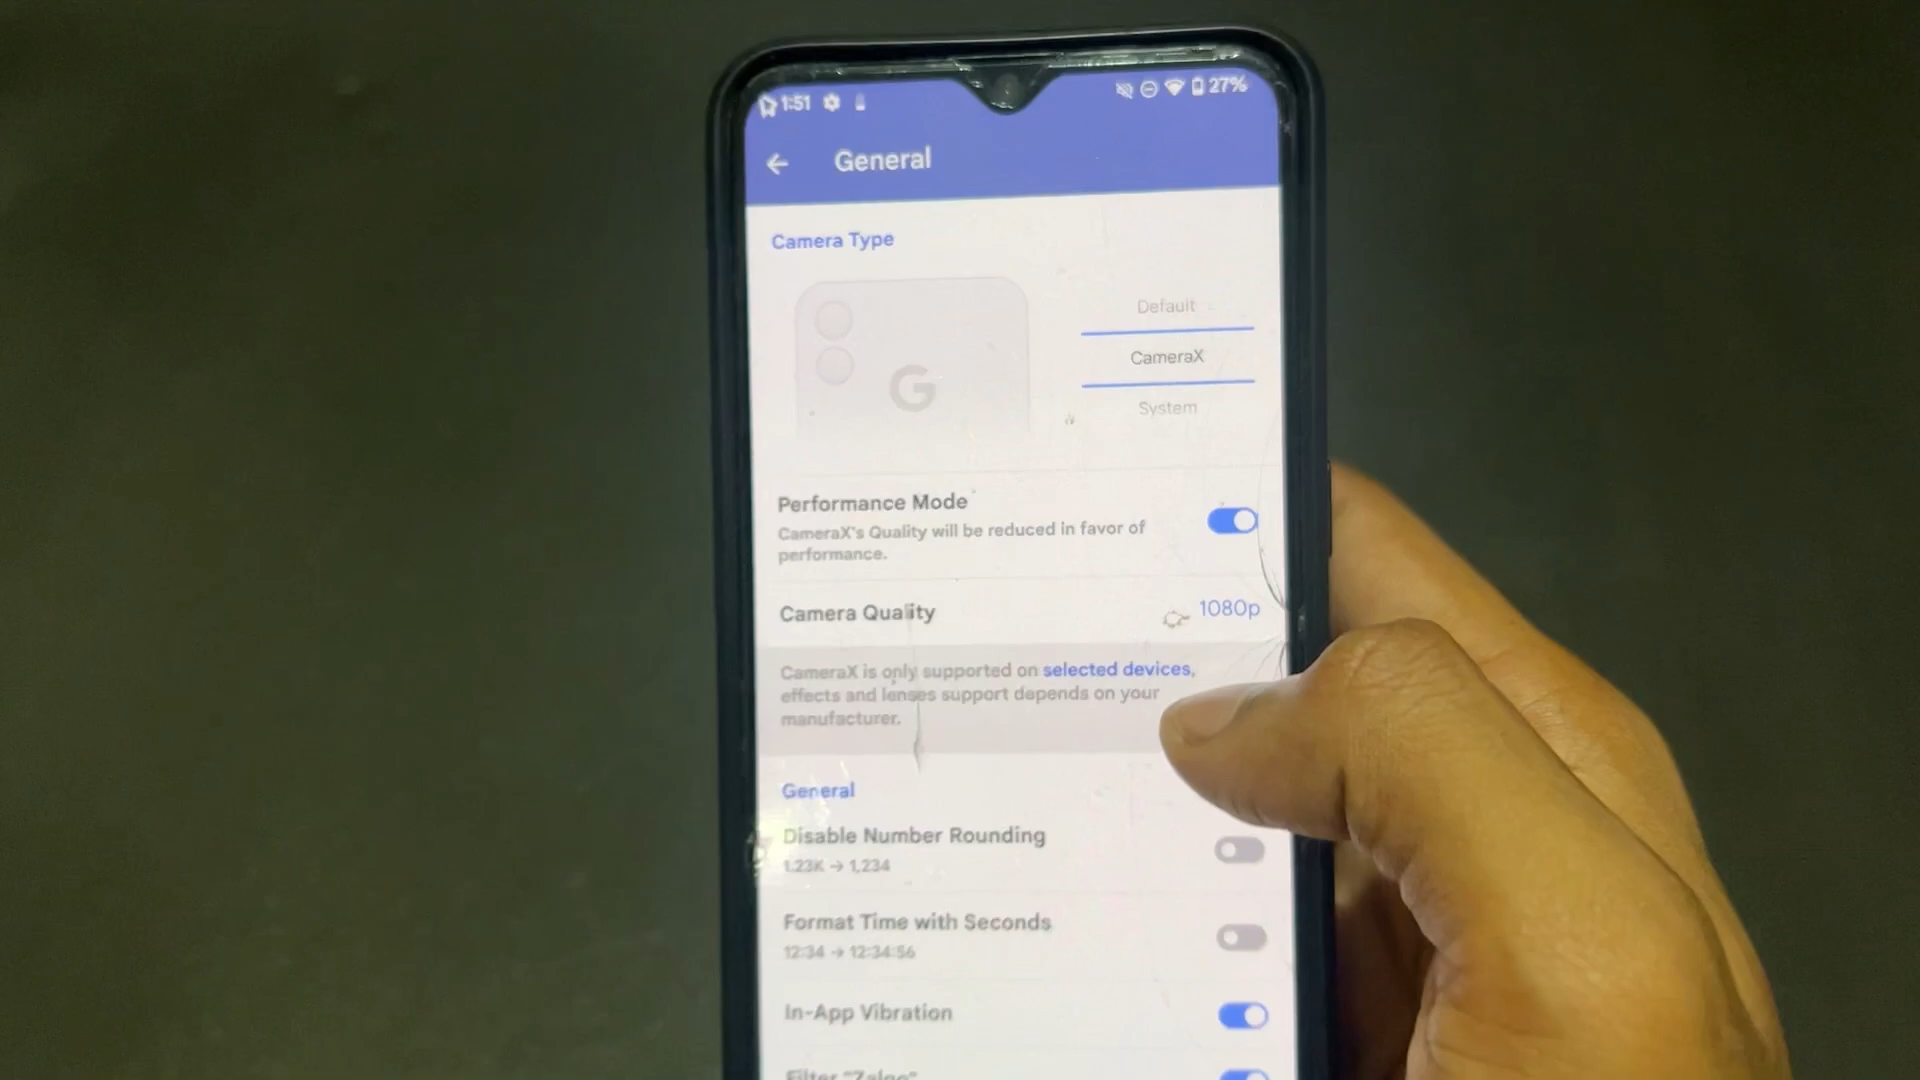 1:51 27%
General
Camera Type
Default
G
CameraX
System
Performance Mode
CameraX's Quality will be reduced in favor of
performance.
Camera Quality 1080p
CameraX is only supported on selected devices,
effects and lenses support depends on your
manufacturer.
General
Disable Number Rounding
1.23K → 1,234
Format Time with Seconds
12:34 → 12:34:56
In-App Vibration
Filter "Zalgo"